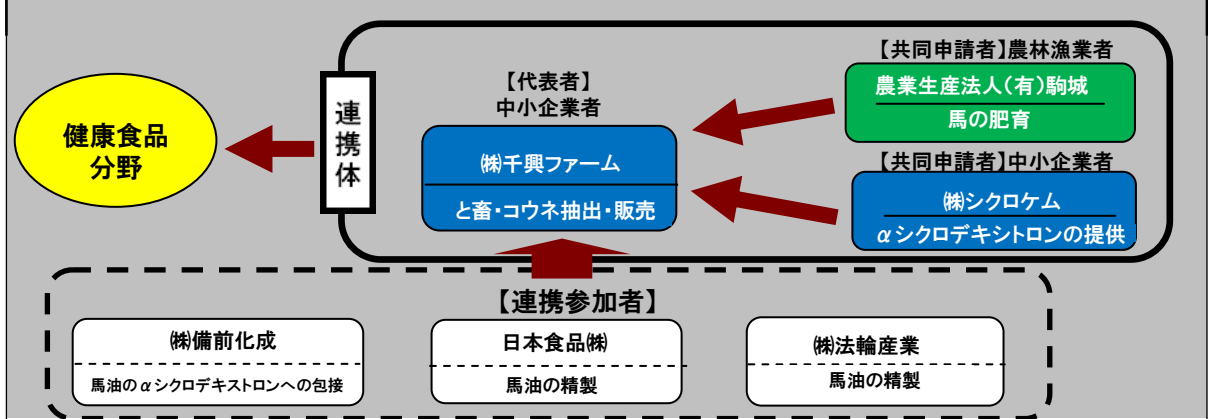 健康食品
分野
連携体
【代表者】
中小企業者
㈱千興ファーム
と畜・コウネ抽出・販売
【共同申請者】農林漁業者
農業生産法人(有)駒城
馬の肥育
【共同申請者】中小企業者
㈱シクロケム
αシクロデキシトロンの提供
【連携参加者】
㈱備前化成
馬油のαシクロデキストロンへの包接
日本食品㈱
馬油の精製
㈱法輪産業
馬油の精製